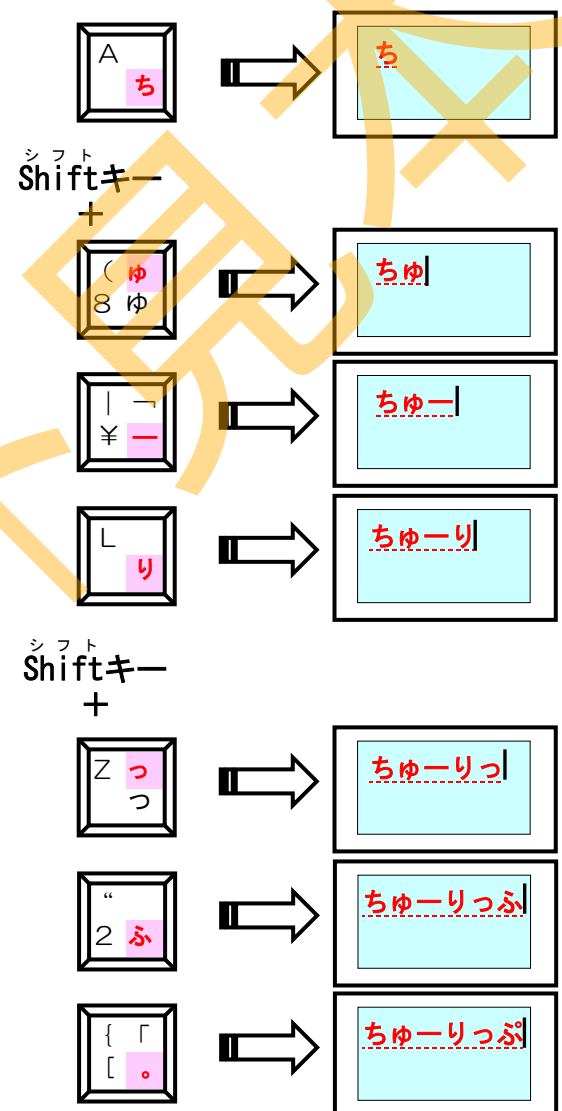 A
ち
ち
シフト
Shiftキー
+
( ゅ
8 ゆ
ちゅ
| ￢
¥ ー
ちゅー
L
り
ちゅーり
シフト
Shiftキー
+
Z っ
つ
ちゅーりっ
“
2 ふ
ちゅーりっふ
{ 「
[ 。
ちゅーりっぷ
見本